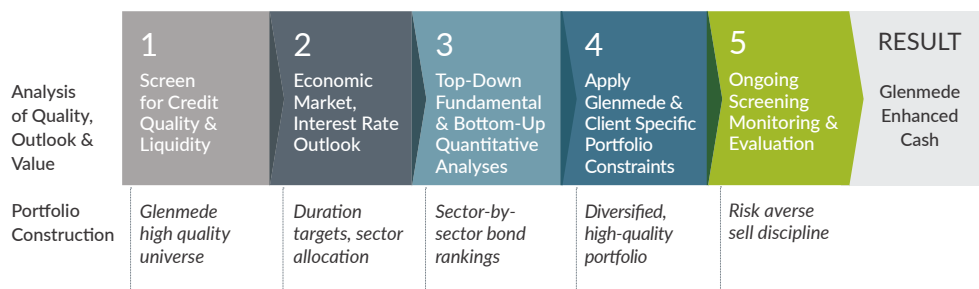 Analysis
of Quality,
Outlook &
Value
1
Screen
for Credit
Quality &
Liquidity
2
Economic
Market,
Interest Rate
Outlook
3
Top-Down
Fundamental
& Bottom-Up
Quantitative
Analyses
4
Apply
Glenmede &
Client Specific
Portfolio
Constraints
5
Ongoing
Screening
Monitoring &
Evaluation
RESULT
Glenmede
Enhanced
Cash
Portfolio
Construction
Glenmede
high quality
universe
Duration
targets, sector
allocation
Sector-by-
sector bond
rankings
Diversified,
high-quality
portfolio
Risk averse
sell discipline